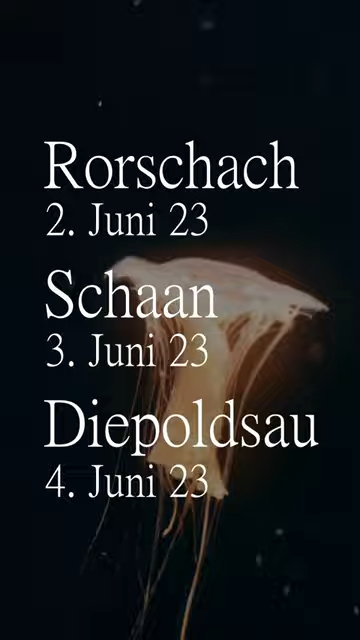 Rorschach
2. Juni 23
Schaan
3. Juni 23
Diepoldsau
4. Juni 23